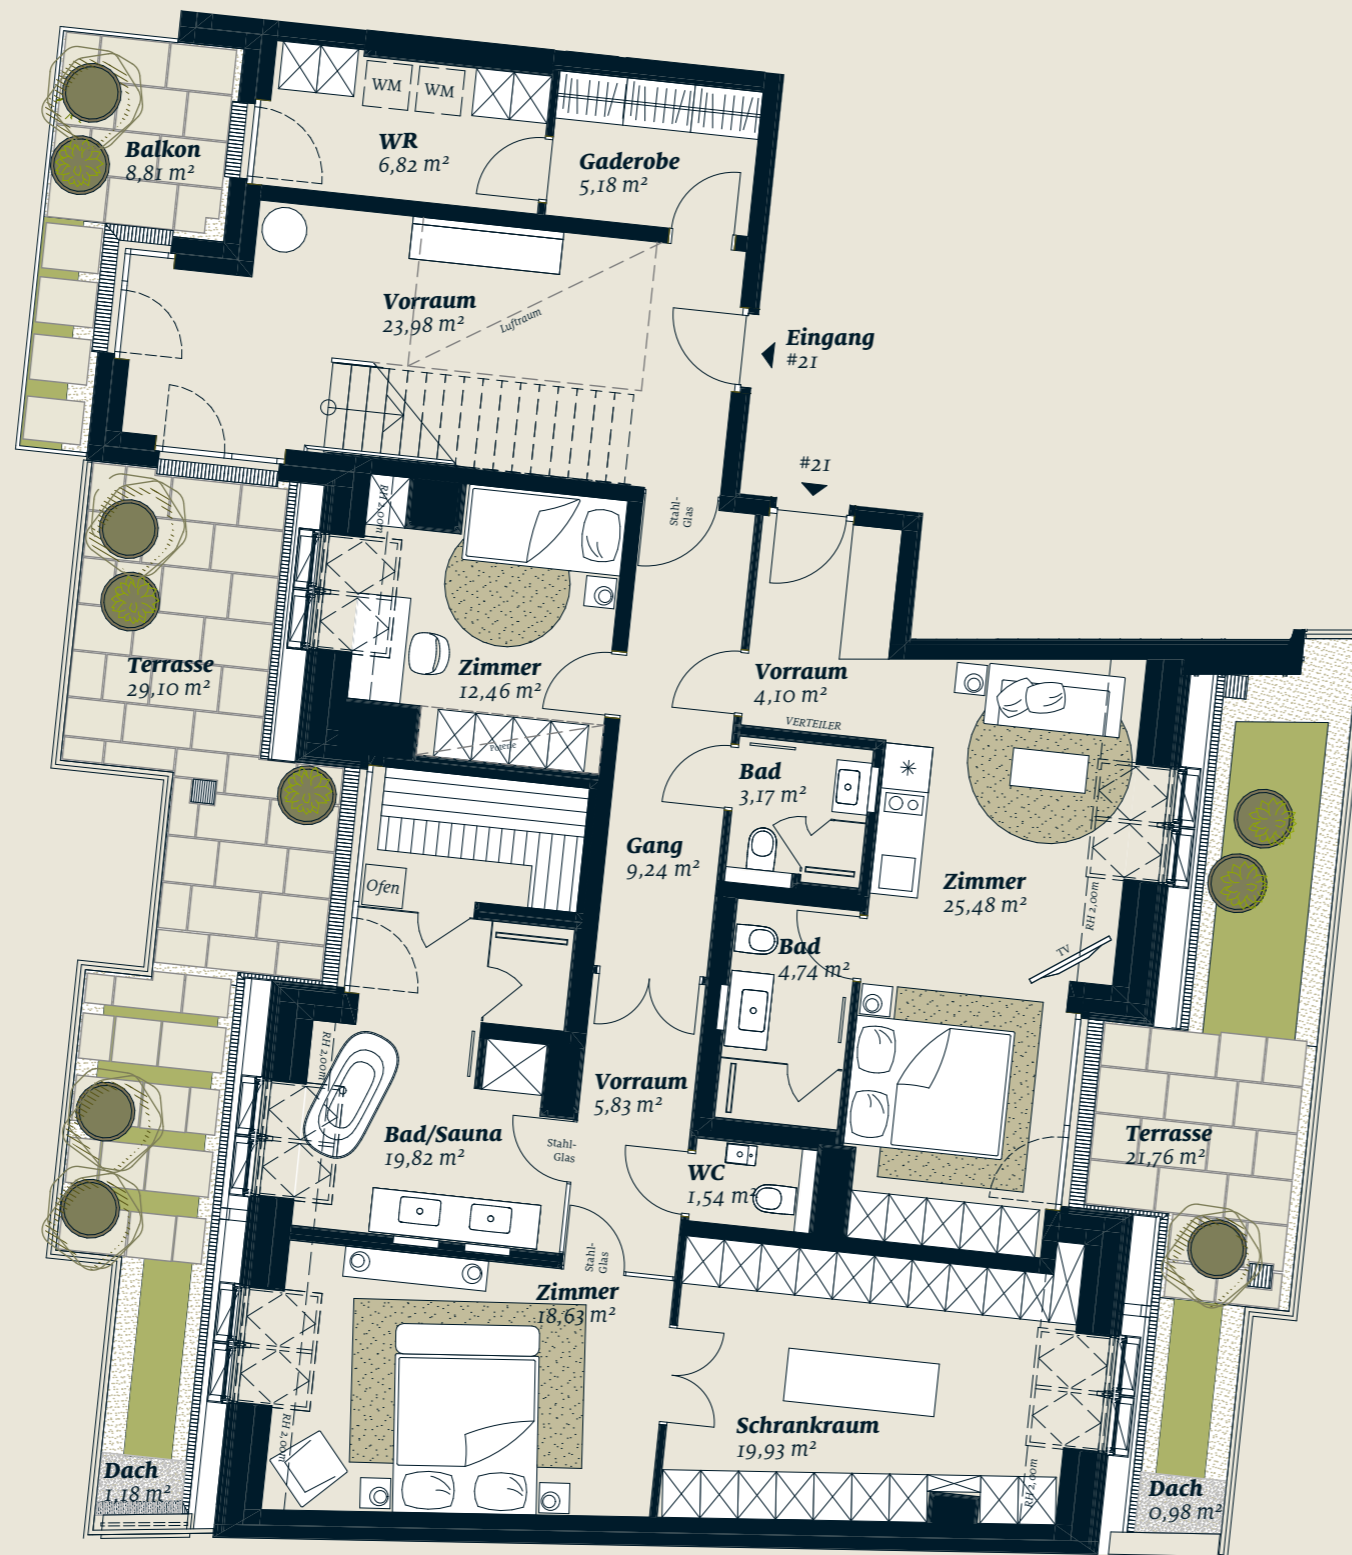 WM
WM
WR
6,82 m²
Balkon
8,81 m²
Gaderobe
5,18 m²
Vorraum
23,98 m²
Luftraum
Eingang
#21
#21
Stahl-
Glas
RH 2,00m
Terrasse
29,10 m²
Zimmer
12,46 m²
Vorraum
4,10 m²
VERTEILER
Poterie
Bad
3,17 m²
Gang
9,24 m²
Ofen
Zimmer
25,48 m²
RH 2,00m
TV
Bad
4,74 m²
RH 2,00m
Vorraum
5,83 m²
Bad/Sauna
19,82 m²
Stahl-
Glas
WC
1,54 m²
Terrasse
21,76 m²
Stahl-
Glas
Zimmer
18,63 m²
RH 2,00m
Schrankraum
19,93 m²
RH 2,00m
Dach
1,18 m²
Dach
0,98 m²